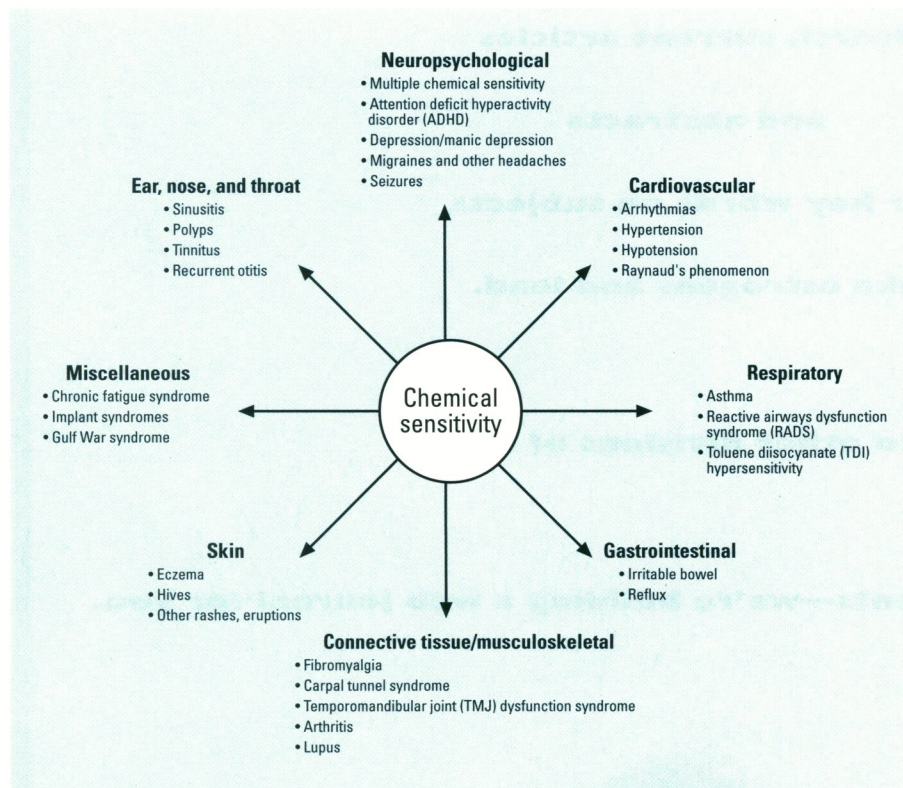 Neuropsychological
• Multiple chemical sensitivity
• Attention deficit hyperactivity
disorder (ADHD)
• Depression/manic depression
• Migraines and other headaches
• Seizures
Ear, nose, and throat
• Sinusitis
• Polyps
• Tinnitus
• Recurrent otitis
Cardiovascular
• Arrhythmias
• Hypertension
• Hypotension
• Raynaud's phenomenon
Miscellaneous
• Chronic fatigue syndrome
• Implant syndromes
• Gulf War syndrome
Chemical
sensitivity
Respiratory
• Asthma
• Reactive airways dysfunction
syndrome (RADS)
• Toluene diisocyanate (TDI)
hypersensitivity
Skin
• Eczema
• Hives
• Other rashes, eruptions
Gastrointestinal
• Irritable bowel
• Reflux
Connective tissue/musculoskeletal
• Fibromyalgia
• Carpal tunnel syndrome
• Temporomandibular joint (TMJ) dysfunction syndrome
• Arthritis
• Lupus